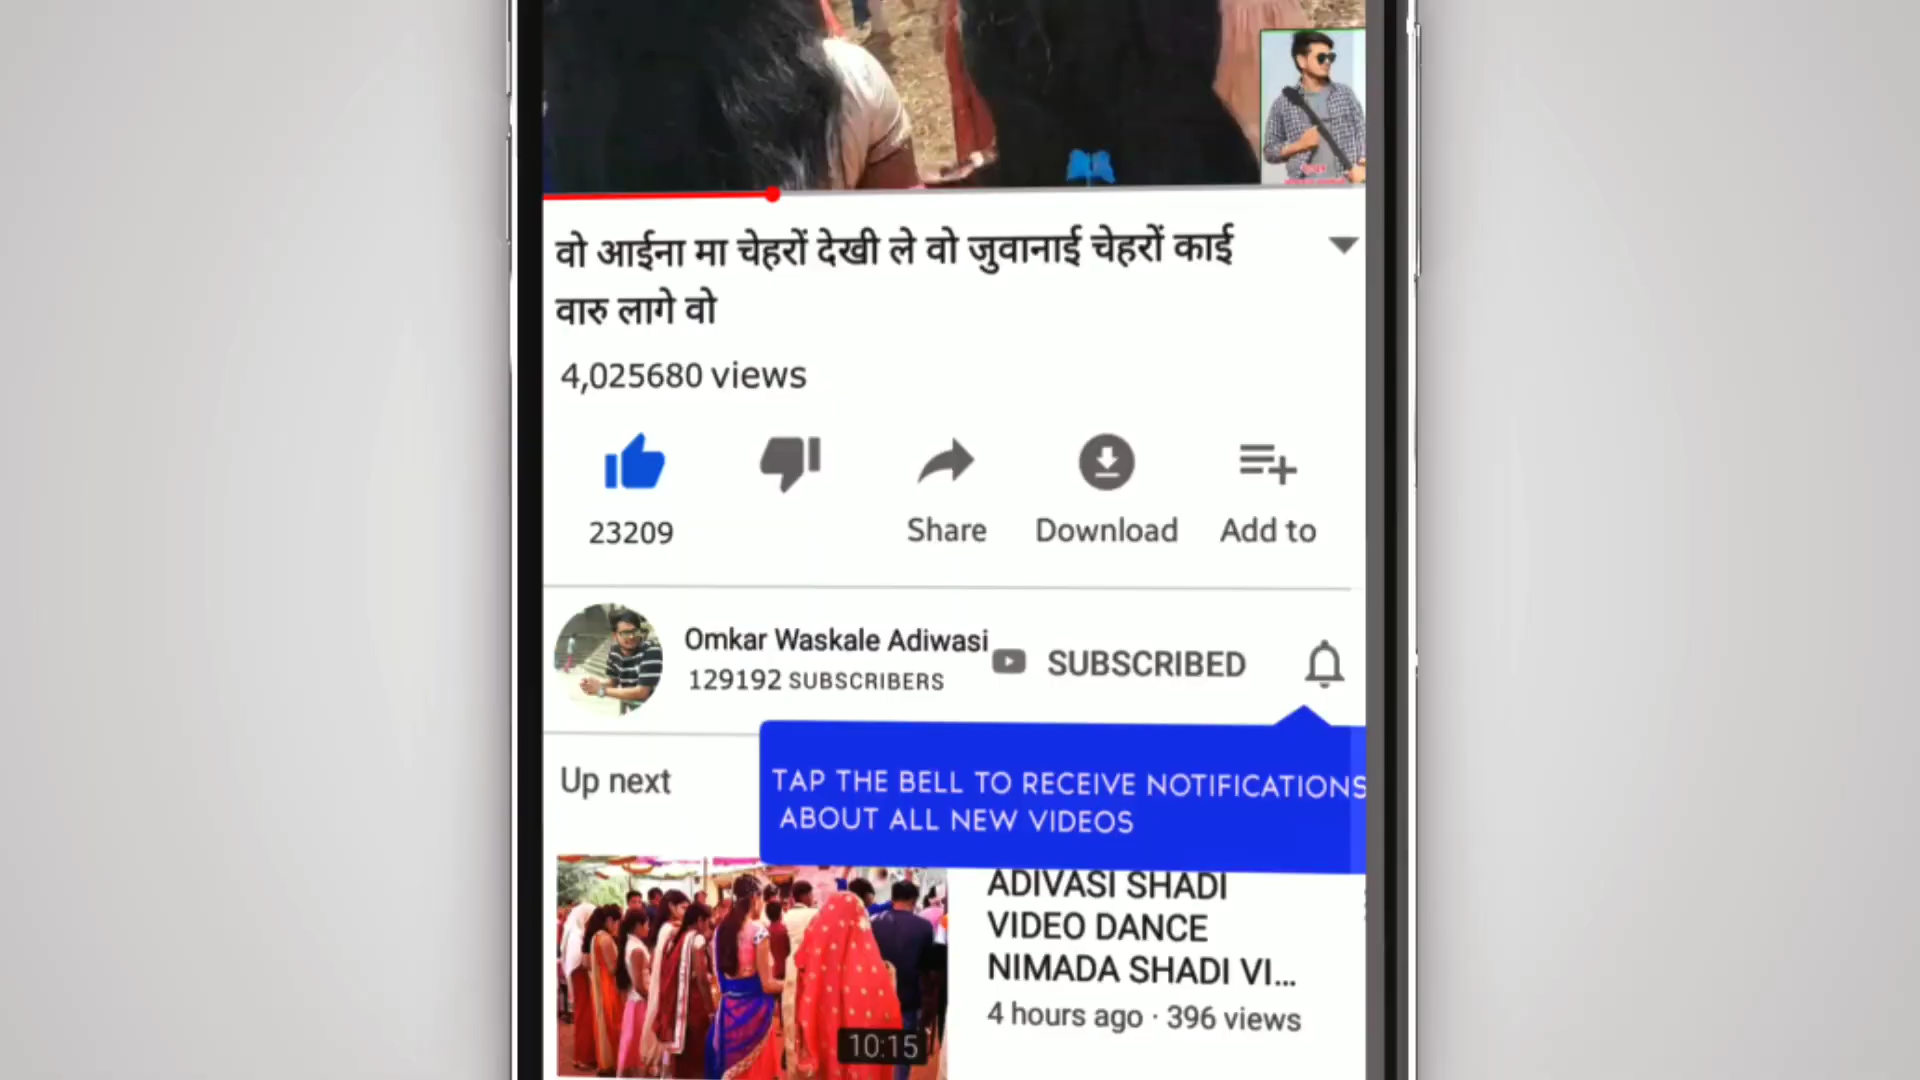 वो आईना मा चेहरों देखी ले वो जुवानाई चेहरों काई
वारु लागे वो
4,025680 views
23209
Share
Download
Add to
Omkar Waskale Adiwasi
129192 SUBSCRIBERS
SUBSCRIBED
TAP THE BELL TO RECEIVE NOTIFICATIONS
ABOUT ALL NEW VIDEOS
Up next
ADIVASI SHADI
VIDEO DANCE
NIMADA SHADI VI...
4 hours ago · 396 views
10:15